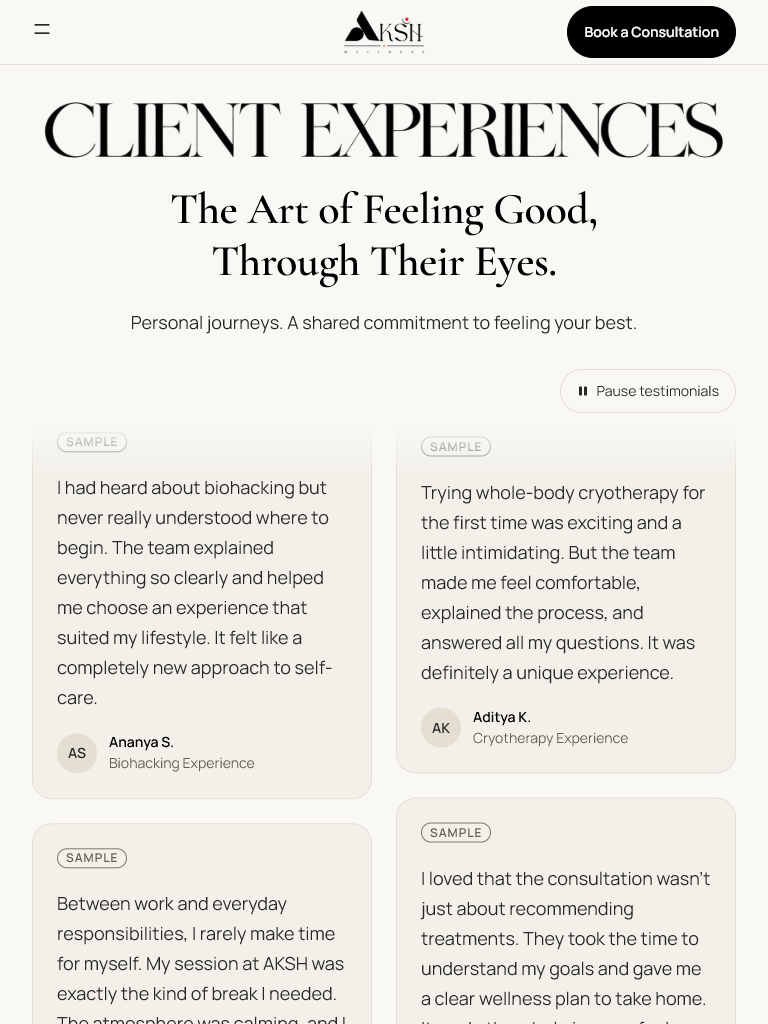 AKSH
WELLNESS
Book a Consultation
CLIENT EXPERIENCES
The Art of Feeling Good,
Through Their Eyes.
Personal journeys. A shared commitment to feeling your best.
Pause testimonials
SAMPLE
I had heard about biohacking but
never really understood where to
begin. The team explained
everything so clearly and helped
me choose an experience that
suited my lifestyle. It felt like a
completely new approach to self-
care.
AS
Ananya S.
Biohacking Experience
SAMPLE
Between work and everyday
responsibilities, I rarely make time
for myself. My session at AKSH was
exactly the kind of break I needed.
The atmosphere was calming, and I
SAMPLE
Trying whole-body cryotherapy for
the first time was exciting and a
little intimidating. But the team
made me feel comfortable,
explained the process, and
answered all my questions. It was
definitely a unique experience.
AK
Aditya K.
Cryotherapy Experience
SAMPLE
I loved that the consultation wasn't
just about recommending
treatments. They took the time to
understand my goals and gave me
a clear wellness plan to take home.